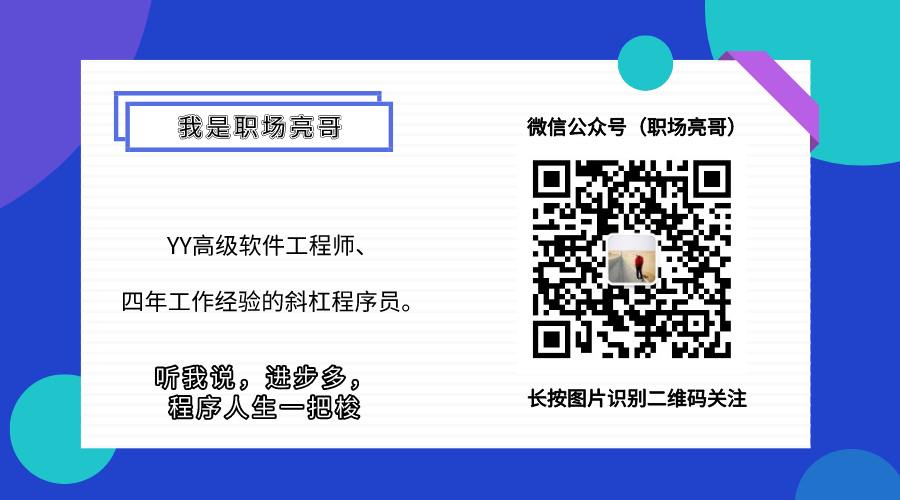 我是职场亮哥
YY高级软件工程师、
四年工作经验的斜杠程序员。
听我说，进步多，
程序人生一把梭
微信公众号（职场亮哥）
长按图片识别二维码关注